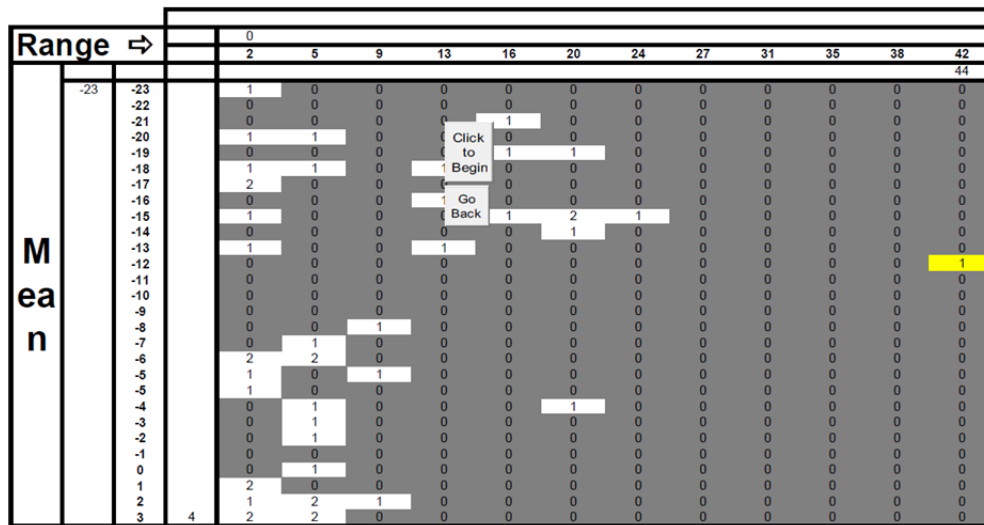 Range ⇨ 0
2 5 9 13 16 20 24 27 31 35 38 42
44
-23 -23 1 0 0 0 0 0 0 0 0 0 0 0
-22 0 0 0 0 0 0 0 0 0 0 0 0
-21 0 0 0 0 1 0 0 0 0 0 0 0
-20 1 1 0 0 0 0 0 0 0 0 0 0
-19 0 0 0 0 1 1 0 0 0 0 0 0
-18 1 1 0 1 0 0 0 0 0 0 0 0
-17 2 0 0 0 0 0 0 0 0 0 0 0
-16 0 0 0 1 0 0 0 0 0 0 0 0
-15 1 0 0 0 1 2 1 0 0 0 0 0
-14 0 0 0 0 0 1 0 0 0 0 0 0
-13 1 0 0 1 0 0 0 0 0 0 0 0
-12 0 0 0 0 0 0 0 0 0 0 0 1
-11 0 0 0 0 0 0 0 0 0 0 0 0
-10 0 0 0 0 0 0 0 0 0 0 0 0
-9 0 0 0 0 0 0 0 0 0 0 0 0
-8 0 0 1 0 0 0 0 0 0 0 0 0
-7 0 1 0 0 0 0 0 0 0 0 0 0
-6 2 2 0 0 0 0 0 0 0 0 0 0
-5 1 0 1 0 0 0 0 0 0 0 0 0
-5 1 0 0 0 0 0 0 0 0 0 0 0
-4 0 1 0 0 0 1 0 0 0 0 0 0
-3 0 1 0 0 0 0 0 0 0 0 0 0
-2 0 1 0 0 0 0 0 0 0 0 0 0
-1 0 0 0 0 0 0 0 0 0 0 0 0
0 0 1 0 0 0 0 0 0 0 0 0 0
1 2 0 0 0 0 0 0 0 0 0 0 0
2 1 2 1 0 0 0 0 0 0 0 0 0
3 4 2 2 0 0 0 0 0 0 0 0 0 0
M
ea
n
Click
to
Begin
Go
Back